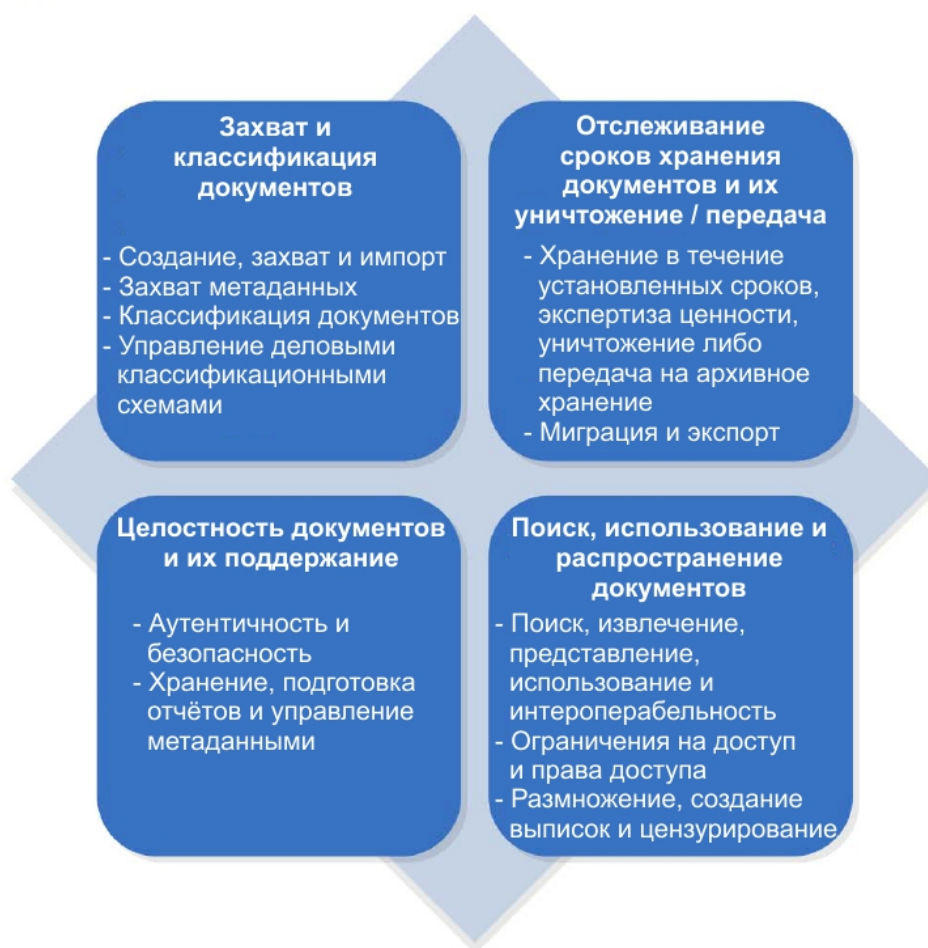 Захват и
классификация
документов
- Создание, захват и импорт
- Захват метаданных
- Классификация документов
- Управление деловыми
классификационными
схемами
Отслеживание
сроков хранения
документов и их
уничтожение / передача
- Хранение в течение
установленных сроков,
экспертиза ценности,
уничтожение либо
передача на архивное
хранение
- Миграция и экспорт
Целостность документов
и их поддержание
- Аутентичность и
безопасность
- Хранение, подготовка
отчётов и управление
метаданными
Поиск, использование и
распространение
документов
- Поиск, извлечение,
представление,
использование и
интероперабельность
- Ограничения на доступ
и права доступа
- Размножение, создание
выписок и цензурирование